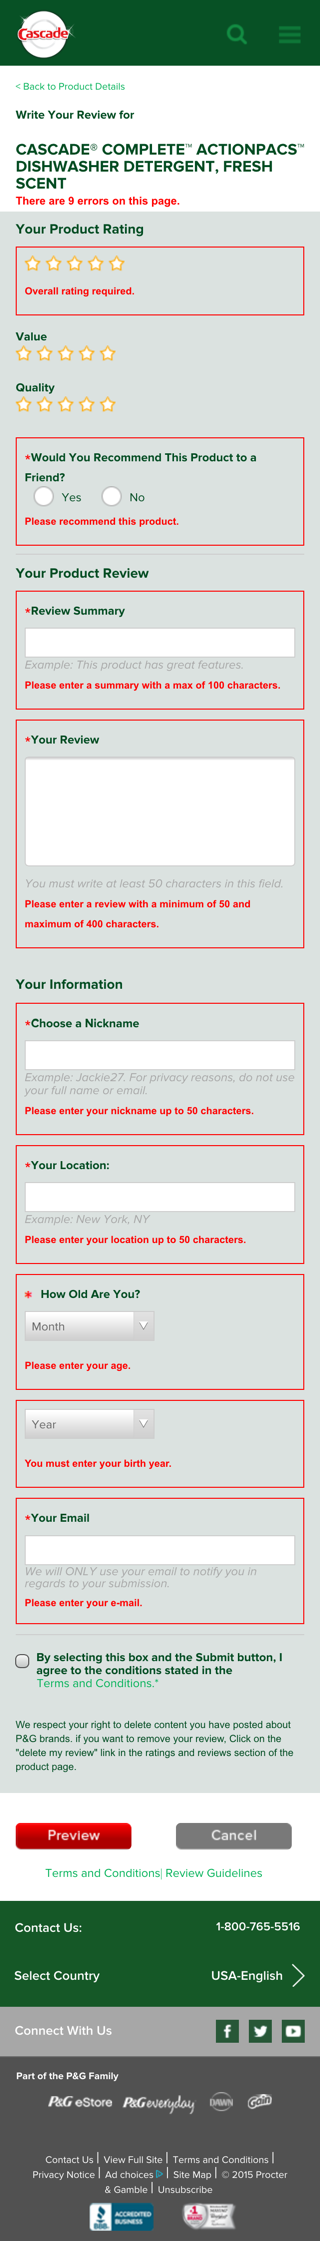 Cascade
< Back to Product Details
Write Your Review for
CASCADE® COMPLETE™ ACTIONPACS™
DISHWASHER DETERGENT, FRESH
SCENT
There are 9 errors on this page.
Your Product Rating
Overall rating required.
Value
Quality
*Would You Recommend This Product to a
Friend?
Yes No
Please recommend this product.
Your Product Review
*Review Summary
Example: This product has great features.
Please enter a summary with a max of 100 characters.
*Your Review
You must write at least 50 characters in this field.
Please enter a review with a minimum of 50 and
maximum of 400 characters.
Your Information
*Choose a Nickname
Example: Jackie27. For privacy reasons, do not use
your full name or email.
Please enter your nickname up to 50 characters.
*Your Location:
Example: New York, NY
Please enter your location up to 50 characters.
* How Old Are You?
Month
Please enter your age.
Year
You must enter your birth year.
*Your Email
We will ONLY use your email to notify you in
regards to your submission.
Please enter your e-mail.
By selecting this box and the Submit button, I
agree to the conditions stated in the
Terms and Conditions.*
We respect your right to delete content you have posted about
P&G brands. if you want to remove your review, Click on the
"delete my review" link in the ratings and reviews section of the
product page.
Preview Cancel
Terms and Conditions| Review Guidelines
Contact Us: 1-800-765-5516
Select Country USA-English
Connect With Us
Part of the P&G Family
P&G eStore P&G everyday DAWN Gain
Contact Us | View Full Site | Terms and Conditions |
Privacy Notice | Ad choices | Site Map | © 2015 Procter
& Gamble | Unsubscribe
BBB ACCREDITED
BUSINESS